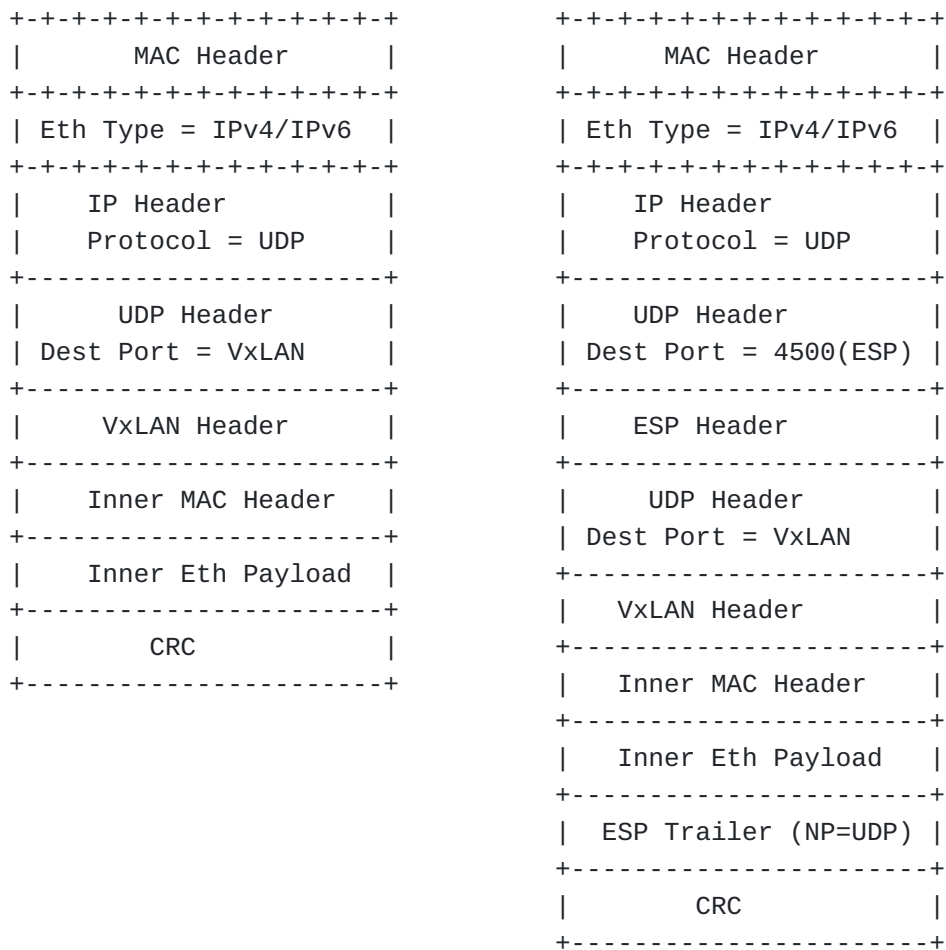 MAC Header
Eth Type = IPv4/IPv6
IP Header
Protocol = UDP
UDP Header
Dest Port = VxLAN
VxLAN Header
Inner MAC Header
Inner Eth Payload
CRC
MAC Header
Eth Type = IPv4/IPv6
IP Header
Protocol = UDP
UDP Header
Dest Port = 4500(ESP)
ESP Header
UDP Header
Dest Port = VxLAN
VxLAN Header
Inner MAC Header
Inner Eth Payload
ESP Trailer (NP=UDP)
CRC